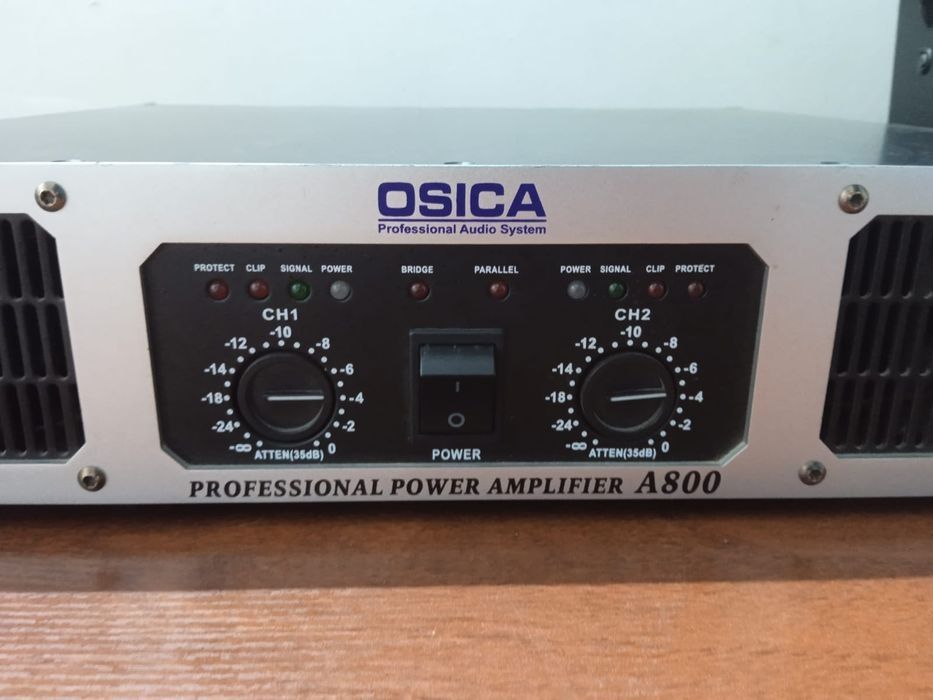 OSICA
Professional Audio System
PROTECT CLIP SIGNAL POWER BRIDGE PARALLEL POWER SIGNAL CLIP PROTECT
CH1
-10
-12 -8
-14 -6
-18 -4
-24 -2
-∞ 0
ATTEN(35dB)
I
O
POWER
CH2
-10
-12 -8
-14 -6
-18 -4
-24 -2
-∞ 0
ATTEN(35dB)
PROFESSIONAL POWER AMPLIFIER A800